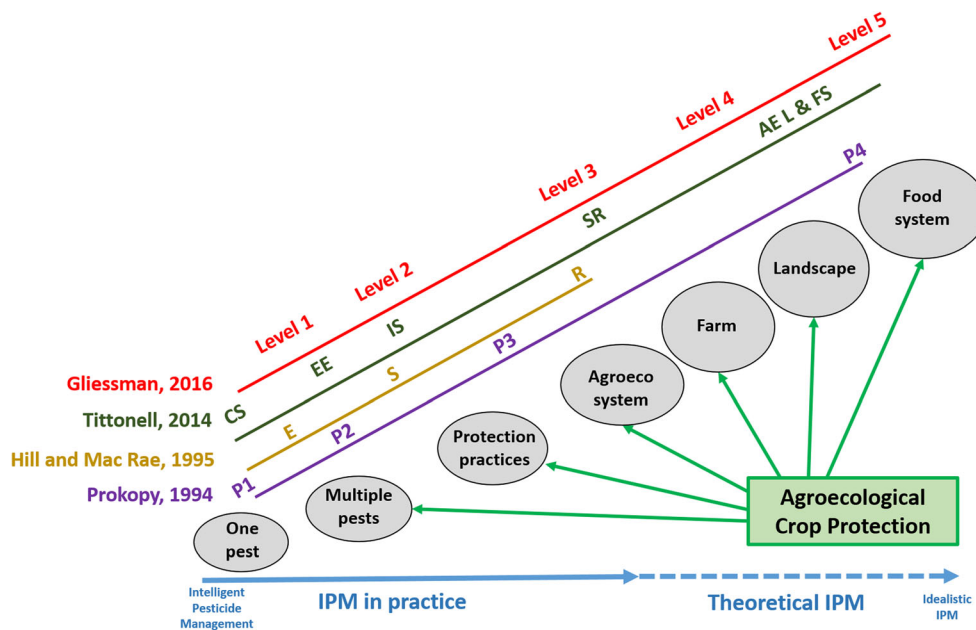 Level 5
Level 4
Level 3
Level 2
Level 1
AE L & FS
SR
IS
EE
CS
R
S
E
P4
P3
P2
P1
Gliessman, 2016
Tittonell, 2014
Hill and Mac Rae, 1995
Prokopy, 1994
Food
system
Landscape
Farm
Agroeco
system
Protection
practices
Multiple
pests
One
pest
Agroecological
Crop Protection
Intelligent
Pesticide
Management
IPM in practice
Theoretical IPM
Idealistic
IPM